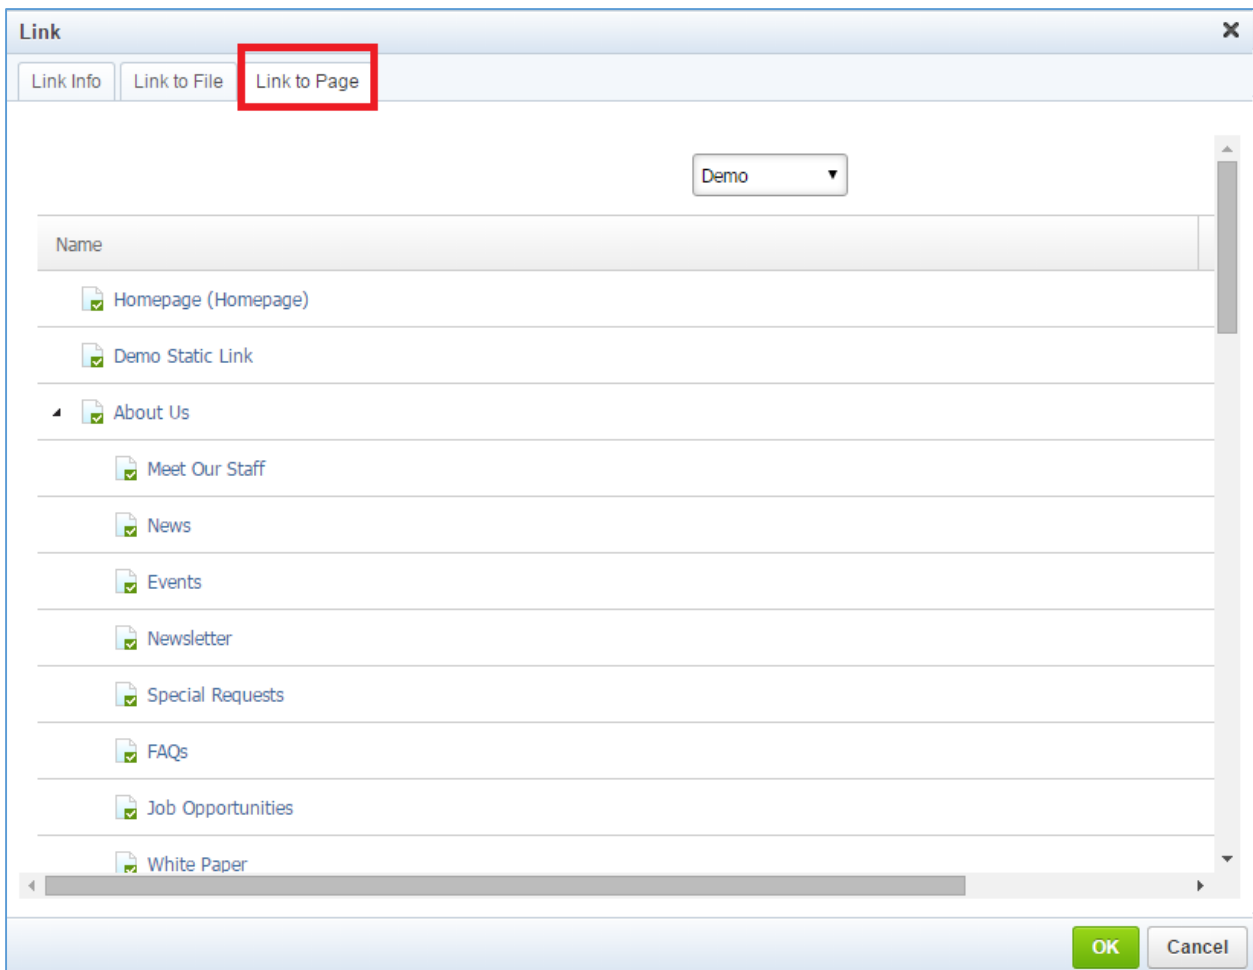 Link
Link Info Link to File Link to Page
Demo
Name
Homepage (Homepage)
Demo Static Link
About Us
Meet Our Staff
News
Events
Newsletter
Special Requests
FAQs
Job Opportunities
White Paper
OK Cancel